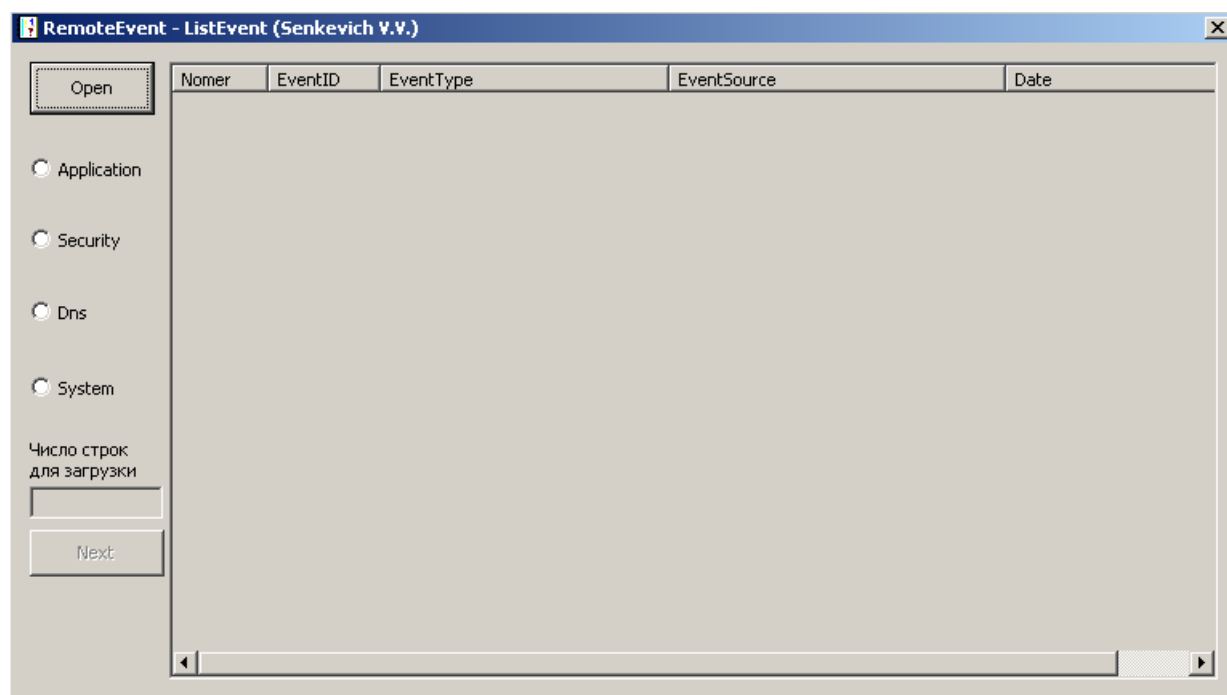 RemoteEvent - ListEvent (Senkevich V.V.)
Open
Nomer EventID EventType EventSource Date
Application
Security
Dns
System
Число строк
для загрузки
Next